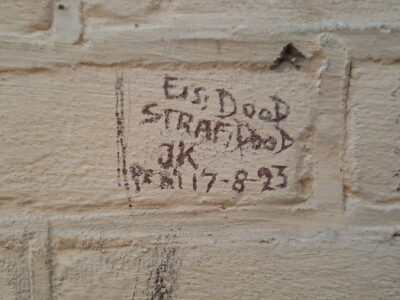 EIS, DOOD
STRAF, DOOD
JK
17-8-23